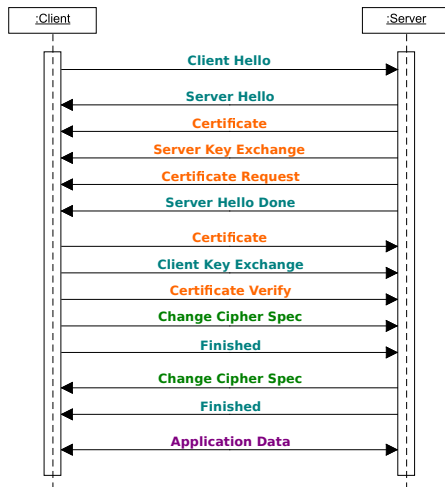 :Client
:Server
Client Hello
Server Hello
Certificate
Server Key Exchange
Certificate Request
Server Hello Done
Certificate
Client Key Exchange
Certificate Verify
Change Cipher Spec
Finished
Change Cipher Spec
Finished
Application Data